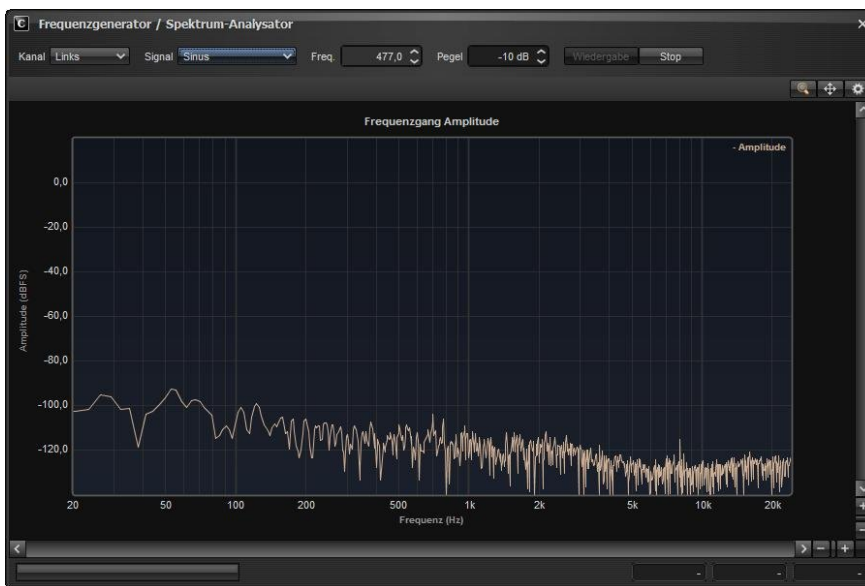 C Frequenzgenerator / Spektrum-Analysator
Kanal Links Signal Sinus Freq. 477,0 Pegel -10 dB Wiedergabe Stop
Frequenzgang Amplitude
- Amplitude
0,0
-20,0
-40,0
-60,0
-80,0
-100,0
-120,0
Amplitude (dBFS)
20 50 100 200 500 1k 2k 5k 10k 20k
Frequenz (Hz)
- - -